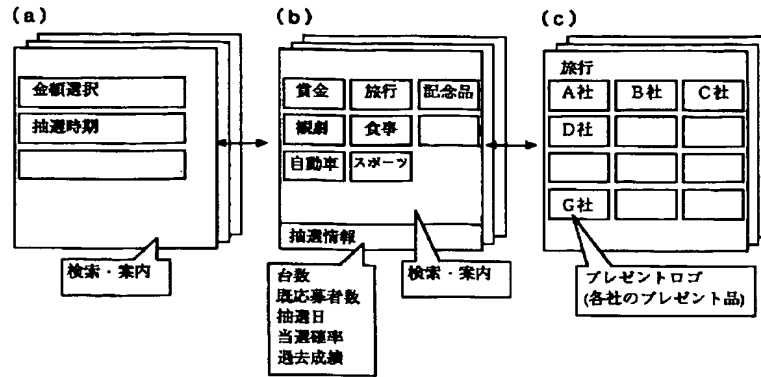 (a)
金額選択
抽選時期
検索・案内
(b)
賞金 旅行 記念品
観劇 食事
自動車 スポーツ
抽選情報
台数
既応募者数
抽選日
当選確率
過去成績
検索・案内
(c)
旅行
A社 B社 C社
D社
G社
プレゼントロゴ
(各社のプレゼント品)